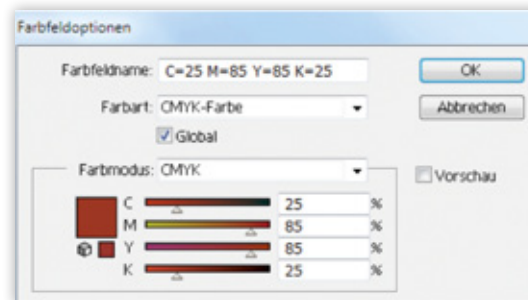 Farbfeldoptionen
Farbfeldname: C=25 M=85 Y=85 K=25
OK
Farbart: CMYK-Farbe
Abbrechen
Global
Farbmodus: CMYK
Vorschau
C 25 %
M 85 %
Y 85 %
K 25 %